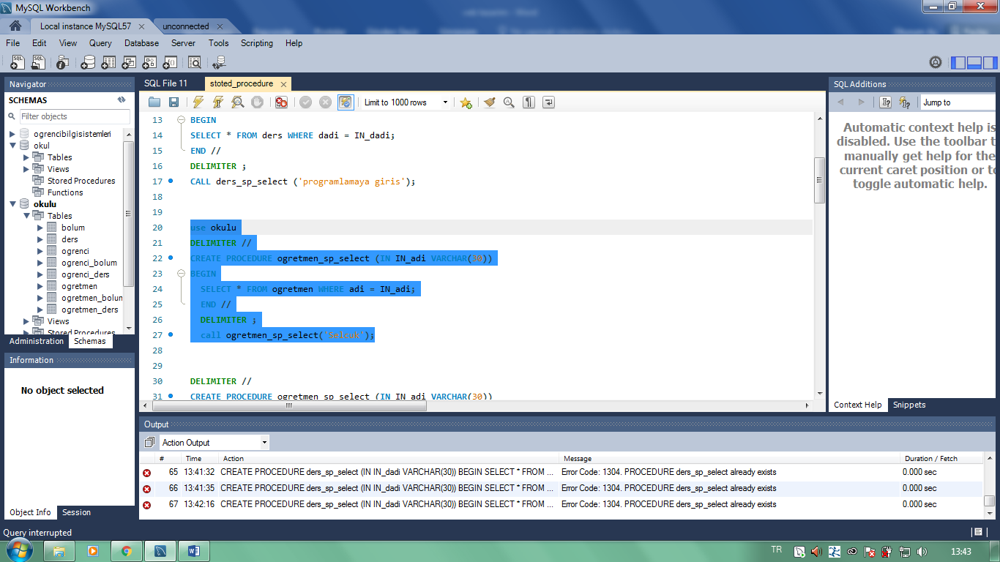 MySQL Workbench
Local instance MySQL57
unconnected
File Edit View Query Database Server Tools Scripting Help
Navigator
SCHEMAS
Filter objects
ogrencibilgisistemleri
okul
Tables
Views
Stored Procedures
Functions
okulu
Tables
bolum
ders
ogrenci
ogrenci_bolum
ogrenci_ders
ogretmen
ogretmen_bolun
ogretmen_ders
Views
Stored Procedures
Administration Schemas
Information
No object selected
Object Info Session
SQL File 11 stoted_procedure
Limit to 1000 rows
13 BEGIN
14 SELECT * FROM ders WHERE dadi = IN_dadi;
15 END //
16 DELIMITER ;
17 CALL ders_sp_select ('programlamaya giris');
18
19
20 use okulu
21 DELIMITER //
22 CREATE PROCEDURE ogretmen_sp_select (IN IN_adi VARCHAR(30))
23 BEGIN
24 SELECT * FROM ogretmen WHERE adi = IN_adi;
25 END //
26 DELIMITER ;
27 call ogretmen_sp_select('Selcuk');
28
29
30 DELIMITER //
31 CREATE PROCEDURE ogretmen_sp_select (IN IN_adi VARCHAR(30))
SQL Additions
Jump to
Automatic context help is
disabled. Use the toolbar t
manually get help for the
current caret position or to
toggle automatic help.
Context Help Snippets
Output
Action Output
# Time Action Message Duration / Fetch
65 13:41:32 CREATE PROCEDURE ders_sp_select (IN IN_dadi VARCHAR(30)) BEGIN SELECT * FROM ... Error Code: 1304. PROCEDURE ders_sp_select already exists 0.000 sec
66 13:41:35 CREATE PROCEDURE ders_sp_select (IN IN_dadi VARCHAR(30)) BEGIN SELECT * FROM ... Error Code: 1304. PROCEDURE ders_sp_select already exists 0.000 sec
67 13:42:16 CREATE PROCEDURE ders_sp_select (IN IN_dadi VARCHAR(30)) BEGIN SELECT * FROM ... Error Code: 1304. PROCEDURE ders_sp_select already exists 0.000 sec
Query interrupted
TR
13:43